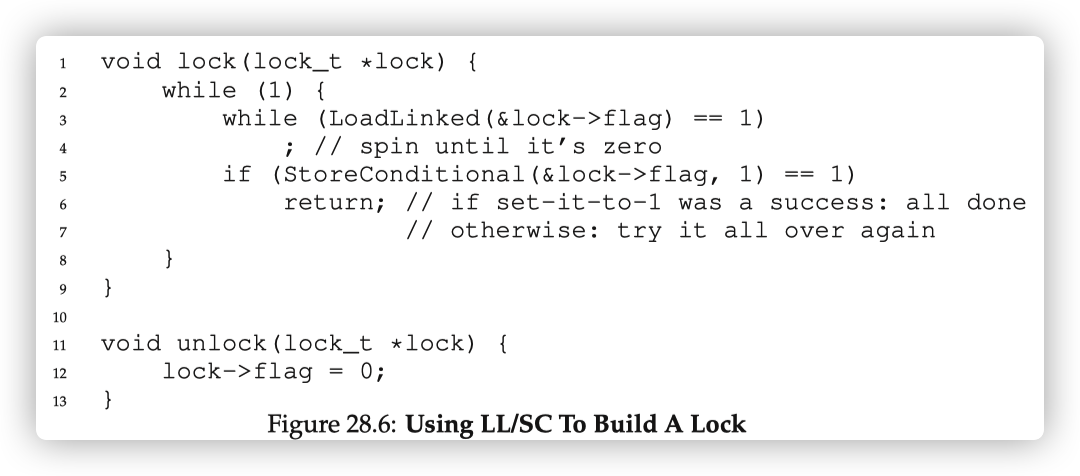 1 void lock(lock_t *lock) {
2 while (1) {
3 while (LoadLinked(&lock->flag) == 1)
4 ; // spin until it’s zero
5 if (StoreConditional(&lock->flag, 1) == 1)
6 return; // if set-it-to-1 was a success: all done
7 // otherwise: try it all over again
8 }
9 }
10
11 void unlock(lock_t *lock) {
12 lock->flag = 0;
13 }
Figure 28.6: Using LL/SC To Build A Lock